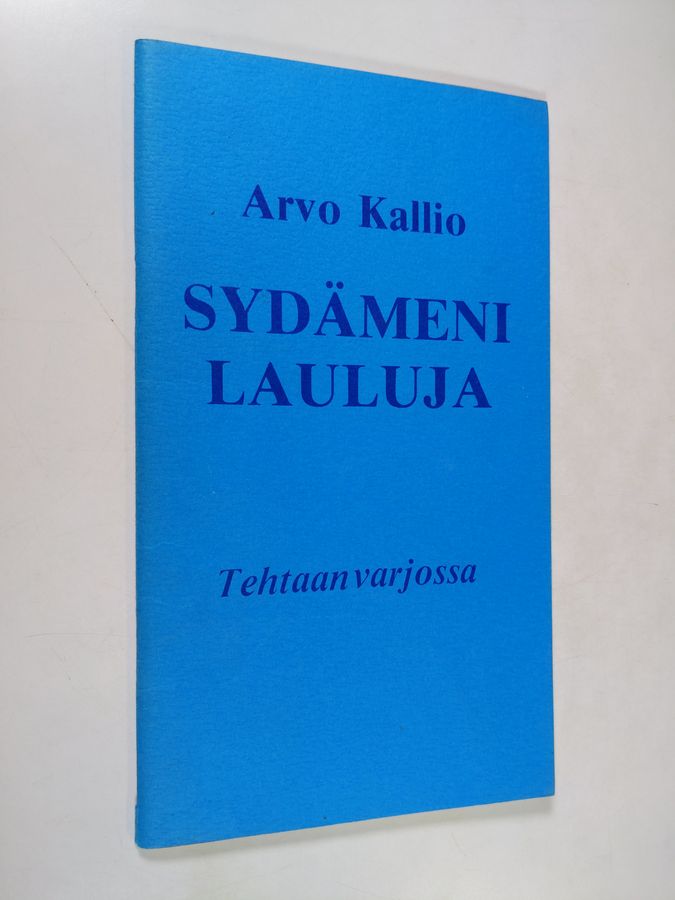 Arvo Kallio
SYDÄMENI
LAULUJA
Tehtaanvarjossa